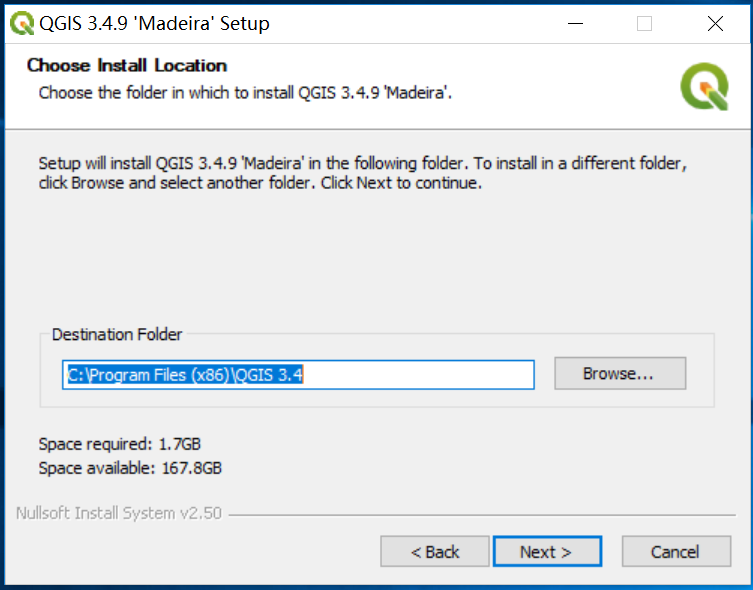 QGIS 3.4.9 'Madeira' Setup
Choose Install Location
Choose the folder in which to install QGIS 3.4.9 'Madeira'.
Setup will install QGIS 3.4.9 'Madeira' in the following folder. To install in a different folder,
click Browse and select another folder. Click Next to continue.
Destination Folder
C:\Program Files (x86)\QGIS 3.4
Browse...
Space required: 1.7GB
Space available: 167.8GB
Nullsoft Install System v2.50
< Back
Next >
Cancel